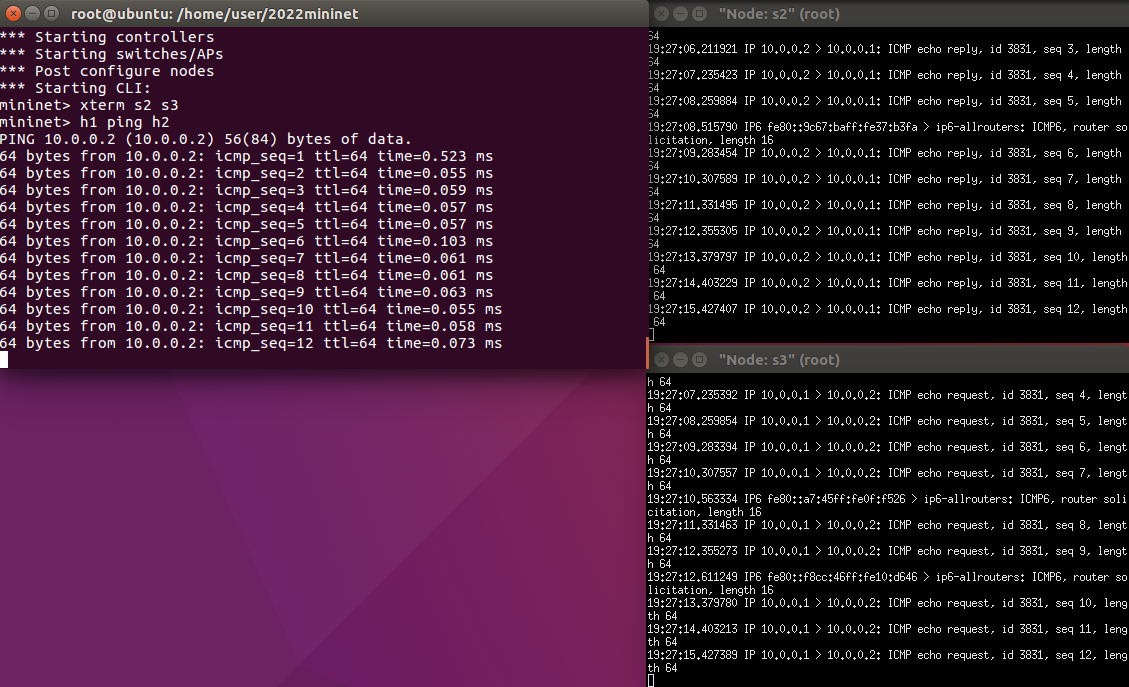 root@ubuntu: /home/user/2022mininet
*** Starting controllers
*** Starting switches/APs
*** Post configure nodes
*** Starting CLI:
mininet> xterm s2 s3
mininet> h1 ping h2
PING 10.0.0.2 (10.0.0.2) 56(84) bytes of data.
64 bytes from 10.0.0.2: icmp_seq=1 ttl=64 time=0.523 ms
64 bytes from 10.0.0.2: icmp_seq=2 ttl=64 time=0.055 ms
64 bytes from 10.0.0.2: icmp_seq=3 ttl=64 time=0.059 ms
64 bytes from 10.0.0.2: icmp_seq=4 ttl=64 time=0.057 ms
64 bytes from 10.0.0.2: icmp_seq=5 ttl=64 time=0.057 ms
64 bytes from 10.0.0.2: icmp_seq=6 ttl=64 time=0.103 ms
64 bytes from 10.0.0.2: icmp_seq=7 ttl=64 time=0.061 ms
64 bytes from 10.0.0.2: icmp_seq=8 ttl=64 time=0.061 ms
64 bytes from 10.0.0.2: icmp_seq=9 ttl=64 time=0.063 ms
64 bytes from 10.0.0.2: icmp_seq=10 ttl=64 time=0.055 ms
64 bytes from 10.0.0.2: icmp_seq=11 ttl=64 time=0.058 ms
64 bytes from 10.0.0.2: icmp_seq=12 ttl=64 time=0.073 ms
"Node: s2" (root)
64
19:27:06.211921 IP 10.0.0.2 > 10.0.0.1: ICMP echo reply, id 3831, seq 3, length
64
19:27:07.235423 IP 10.0.0.2 > 10.0.0.1: ICMP echo reply, id 3831, seq 4, length
64
19:27:08.259884 IP 10.0.0.2 > 10.0.0.1: ICMP echo reply, id 3831, seq 5, length
64
19:27:08.515790 IP6 fe80::9c67:baff:fe37:b3fa > ip6-allrouters: ICMP6, router so
licitation, length 16
19:27:09.283454 IP 10.0.0.2 > 10.0.0.1: ICMP echo reply, id 3831, seq 6, length
64
19:27:10.307589 IP 10.0.0.2 > 10.0.0.1: ICMP echo reply, id 3831, seq 7, length
64
19:27:11.331495 IP 10.0.0.2 > 10.0.0.1: ICMP echo reply, id 3831, seq 8, length
64
19:27:12.355305 IP 10.0.0.2 > 10.0.0.1: ICMP echo reply, id 3831, seq 9, length
64
19:27:13.379797 IP 10.0.0.2 > 10.0.0.1: ICMP echo reply, id 3831, seq 10, length
64
19:27:14.403229 IP 10.0.0.2 > 10.0.0.1: ICMP echo reply, id 3831, seq 11, length
64
19:27:15.427407 IP 10.0.0.2 > 10.0.0.1: ICMP echo reply, id 3831, seq 12, length
64
"Node: s3" (root)
h 64
19:27:07.235392 IP 10.0.0.1 > 10.0.0.2: ICMP echo request, id 3831, seq 4, lengt
h 64
19:27:08.259854 IP 10.0.0.1 > 10.0.0.2: ICMP echo request, id 3831, seq 5, lengt
h 64
19:27:09.283394 IP 10.0.0.1 > 10.0.0.2: ICMP echo request, id 3831, seq 6, lengt
h 64
19:27:10.307557 IP 10.0.0.1 > 10.0.0.2: ICMP echo request, id 3831, seq 7, lengt
h 64
19:27:10.563334 IP6 fe80::a7:45ff:fe0f:f526 > ip6-allrouters: ICMP6, router soli
citation, length 16
19:27:11.331463 IP 10.0.0.1 > 10.0.0.2: ICMP echo request, id 3831, seq 8, lengt
h 64
19:27:12.355273 IP 10.0.0.1 > 10.0.0.2: ICMP echo request, id 3831, seq 9, lengt
h 64
19:27:12.611249 IP6 fe80::f8cc:46ff:fe10:d646 > ip6-allrouters: ICMP6, router so
licitation, length 16
19:27:13.379780 IP 10.0.0.1 > 10.0.0.2: ICMP echo request, id 3831, seq 10, leng
th 64
19:27:14.403213 IP 10.0.0.1 > 10.0.0.2: ICMP echo request, id 3831, seq 11, leng
th 64
19:27:15.427389 IP 10.0.0.1 > 10.0.0.2: ICMP echo request, id 3831, seq 12, leng
th 64